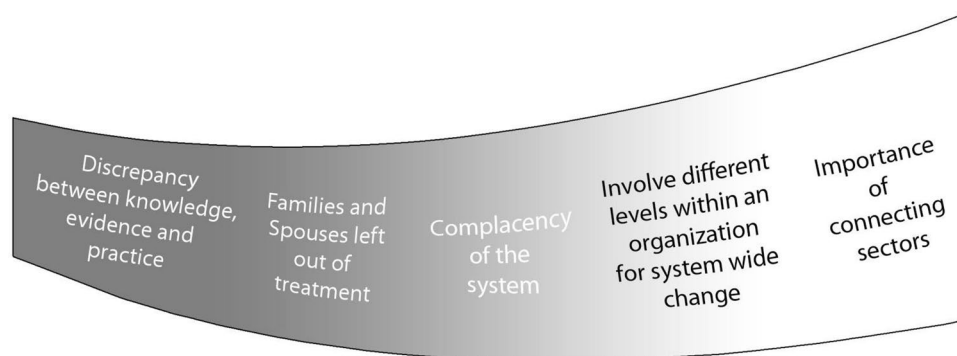 Discrepancy
between knowledge,
evidence and
practice
Families and
Spouses left
out of
treatment
Complacency
of the
system
Involve different
levels within an
organization
for system wide
change
Importance
of
connecting
sectors